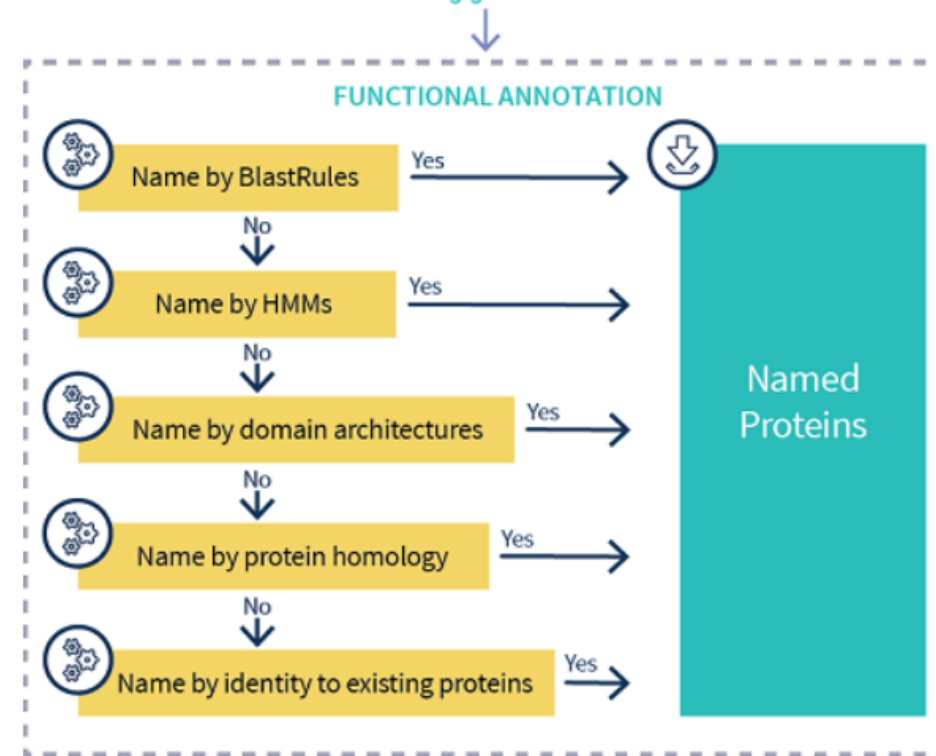 FUNCTIONAL ANNOTATION
Name by BlastRules
Yes
No
Name by HMMs
Yes
No
Name by domain architectures
Yes
No
Name by protein homology
Yes
No
Name by identity to existing proteins
Yes
Named
Proteins